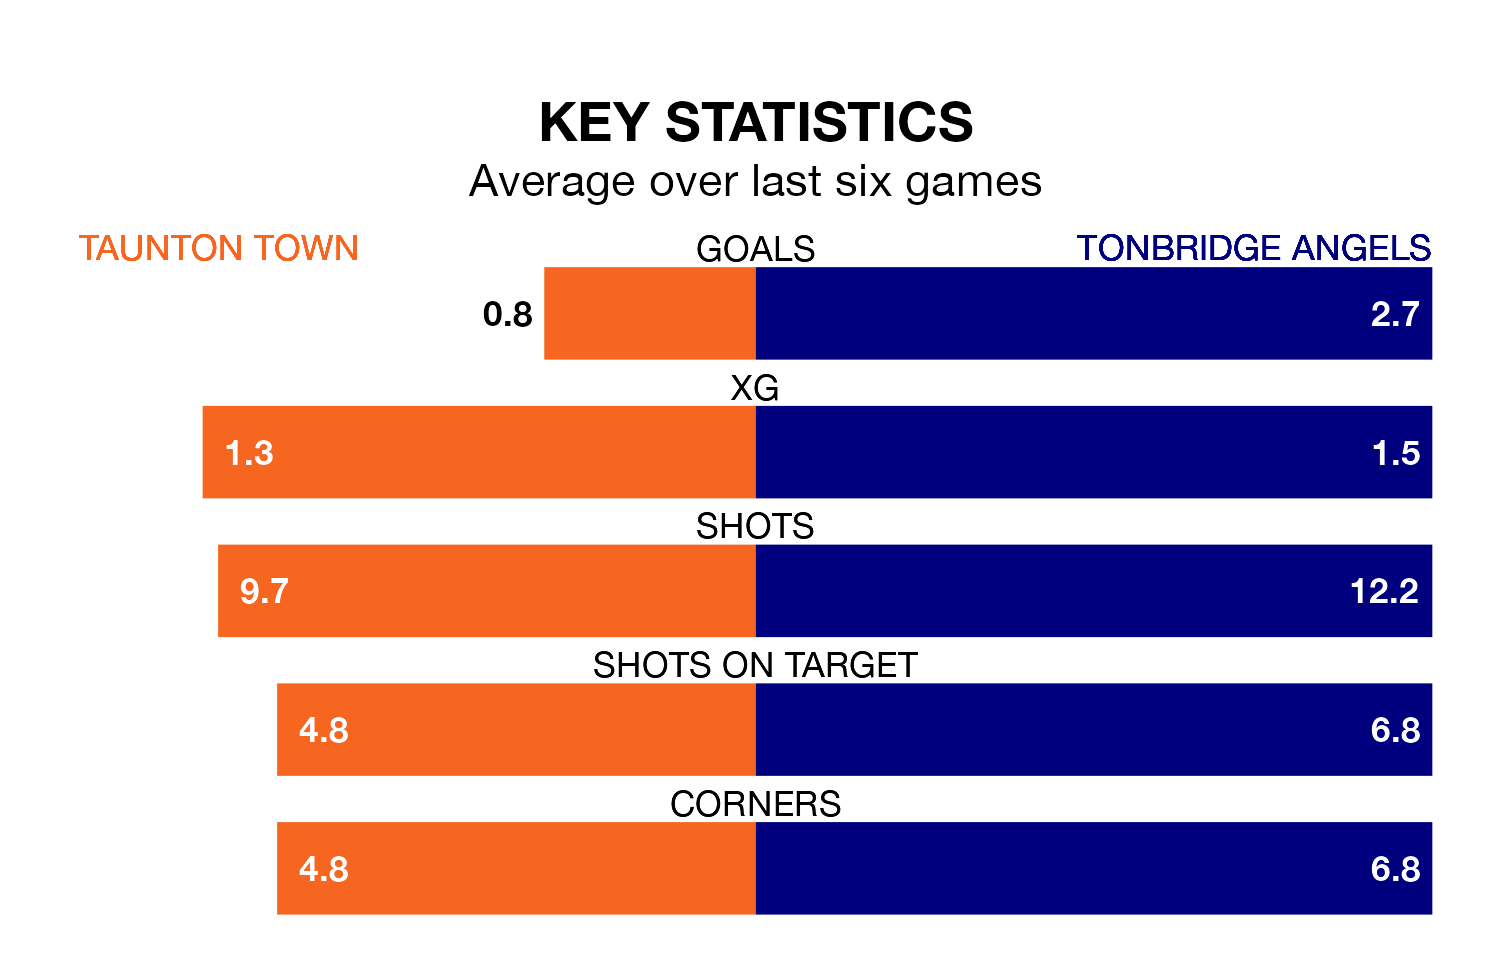 KEY STATISTICS
Average over last six games
TAUNTON TOWN GOALS TONBRIDGE ANGELS
0.8 2.7
XG
1.3 1.5
SHOTS
9.7 12.2
SHOTS ON TARGET
4.8 6.8
CORNERS
4.8 6.8